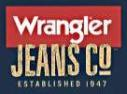 Wrangler
JEANS CO
ESTABLISHED 1947